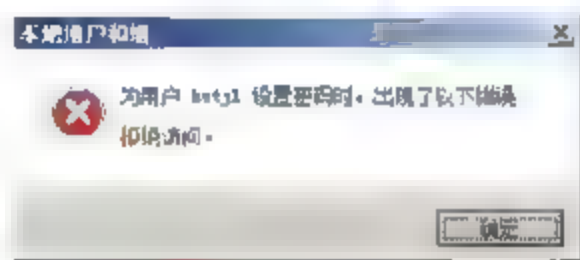 本地用户和组
为用户 设置密码时，出现了以下错误
拒绝访问。
确定